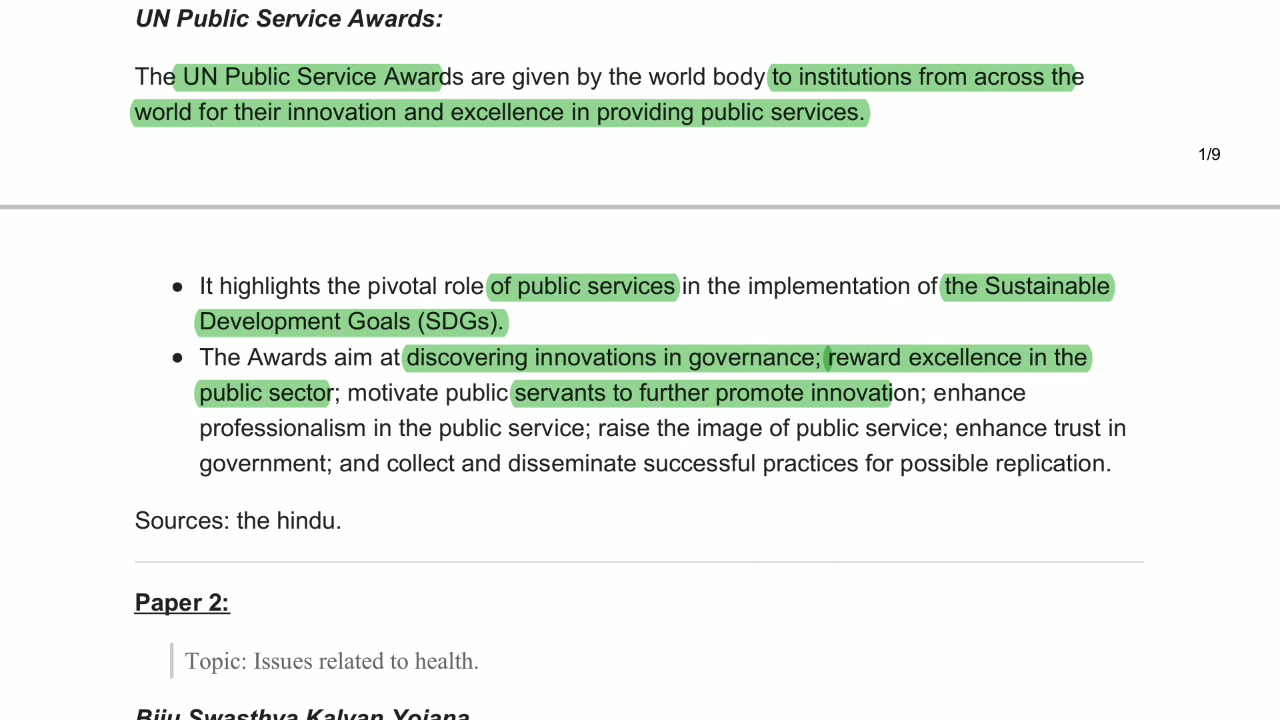 UN Public Service Awards:
The UN Public Service Awards are given by the world body to institutions from across the
world for their innovation and excellence in providing public services.
1/9
● It highlights the pivotal role of public services in the implementation of the Sustainable
Development Goals (SDGs).
● The Awards aim at discovering innovations in governance; reward excellence in the
public sector; motivate public servants to further promote innovation; enhance
professionalism in the public service; raise the image of public service; enhance trust in
government; and collect and disseminate successful practices for possible replication.
Sources: the hindu.
Paper 2:
Topic: Issues related to health.
Biju Swasthya Kalyan Yojana